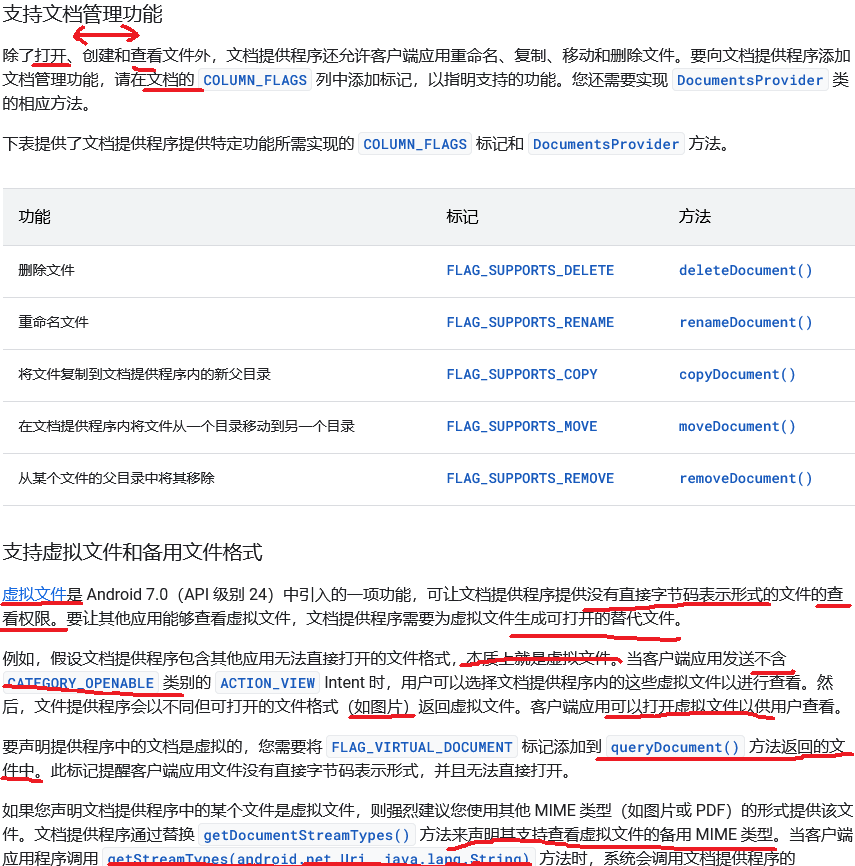 支持文档管理功能
除了打开、创建和查看文件外，文档提供程序还允许客户端应用重命名、复制、移动和删除文件。要向文档提供程序添加
文档管理功能，请在文档的 COLUMN_FLAGS 列中添加标记，以指明支持的功能。您还需要实现 DocumentsProvider 类
的相应方法。
下表提供了文档提供程序提供特定功能所需实现的 COLUMN_FLAGS 标记和 DocumentsProvider 方法。
功能 标记 方法
删除文件 FLAG_SUPPORTS_DELETE deleteDocument()
重命名文件 FLAG_SUPPORTS_RENAME renameDocument()
将文件复制到文档提供程序内的新父目录 FLAG_SUPPORTS_COPY copyDocument()
在文档提供程序内将文件从一个目录移动到另一个目录 FLAG_SUPPORTS_MOVE moveDocument()
从某个文件的父目录中将其移除 FLAG_SUPPORTS_REMOVE removeDocument()
支持虚拟文件和备用文件格式
虚拟文件是 Android 7.0（API 级别 24）中引入的一项功能，可让文档提供程序提供没有直接字节码表示形式的文件的查
看权限。要让其他应用能够查看虚拟文件，文档提供程序需要为虚拟文件生成可打开的替代文件。
例如，假设文档提供程序包含其他应用无法直接打开的文件格式，本质上就是虚拟文件。当客户端应用发送不含
CATEGORY_OPENABLE 类别的 ACTION_VIEW Intent 时，用户可以选择文档提供程序内的这些虚拟文件以进行查看。然
后，文件提供程序会以不同但可打开的文件格式（如图片）返回虚拟文件。客户端应用可以打开虚拟文件以供用户查看。
要声明提供程序中的文档是虚拟的，您需要将 FLAG_VIRTUAL_DOCUMENT 标记添加到 queryDocument() 方法返回的文
件中。此标记提醒客户端应用文件没有直接字节码表示形式，并且无法直接打开。
如果您声明文档提供程序中的某个文件是虚拟文件，则强烈建议您使用其他 MIME 类型（如图片或 PDF）的形式提供该文
件。文档提供程序通过替换 getDocumentStreamTypes() 方法来声明其支持查看虚拟文件的备用 MIME 类型。当客户端
应用程序调用 getStreamTypes(android.net.Uri, java.lang.String) 方法时，系统会调用文档提供程序的